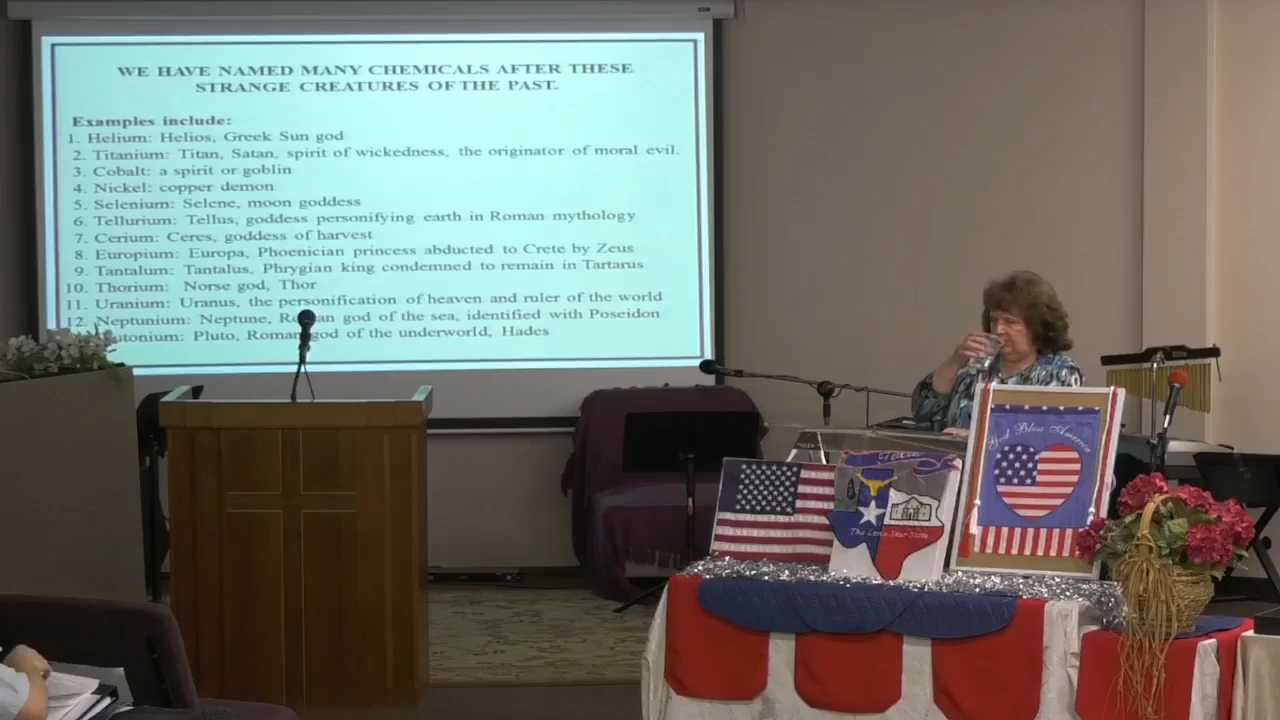 WE HAVE NAMED MANY CHEMICALS AFTER THESE
STRANGE CREATURES OF THE PAST.
Examples include:
1. Helium: Helios, Greek Sun god
2. Titanium: Titan, Satan, spirit of wickedness, the originator of moral evil.
3. Cobalt: a spirit or goblin
4. Nickel: copper demon
5. Selenium: Selene, moon goddess
6. Tellurium: Tellus, goddess personifying earth in Roman mythology
7. Cerium: Ceres, goddess of harvest
8. Europium: Europa, Phoenician princess abducted to Crete by Zeus
9. Tantalum: Tantalus, Phrygian king condemned to remain in Tartarus
10. Thorium: Norse god, Thor
11. Uranium: Uranus, the personification of heaven and ruler of the world
12. Neptunium: Neptune, Roman god of the sea, identified with Poseidon
utonium: Pluto, Roman god of the underworld, Hades
God Bless America
Texas
The Lone Star State